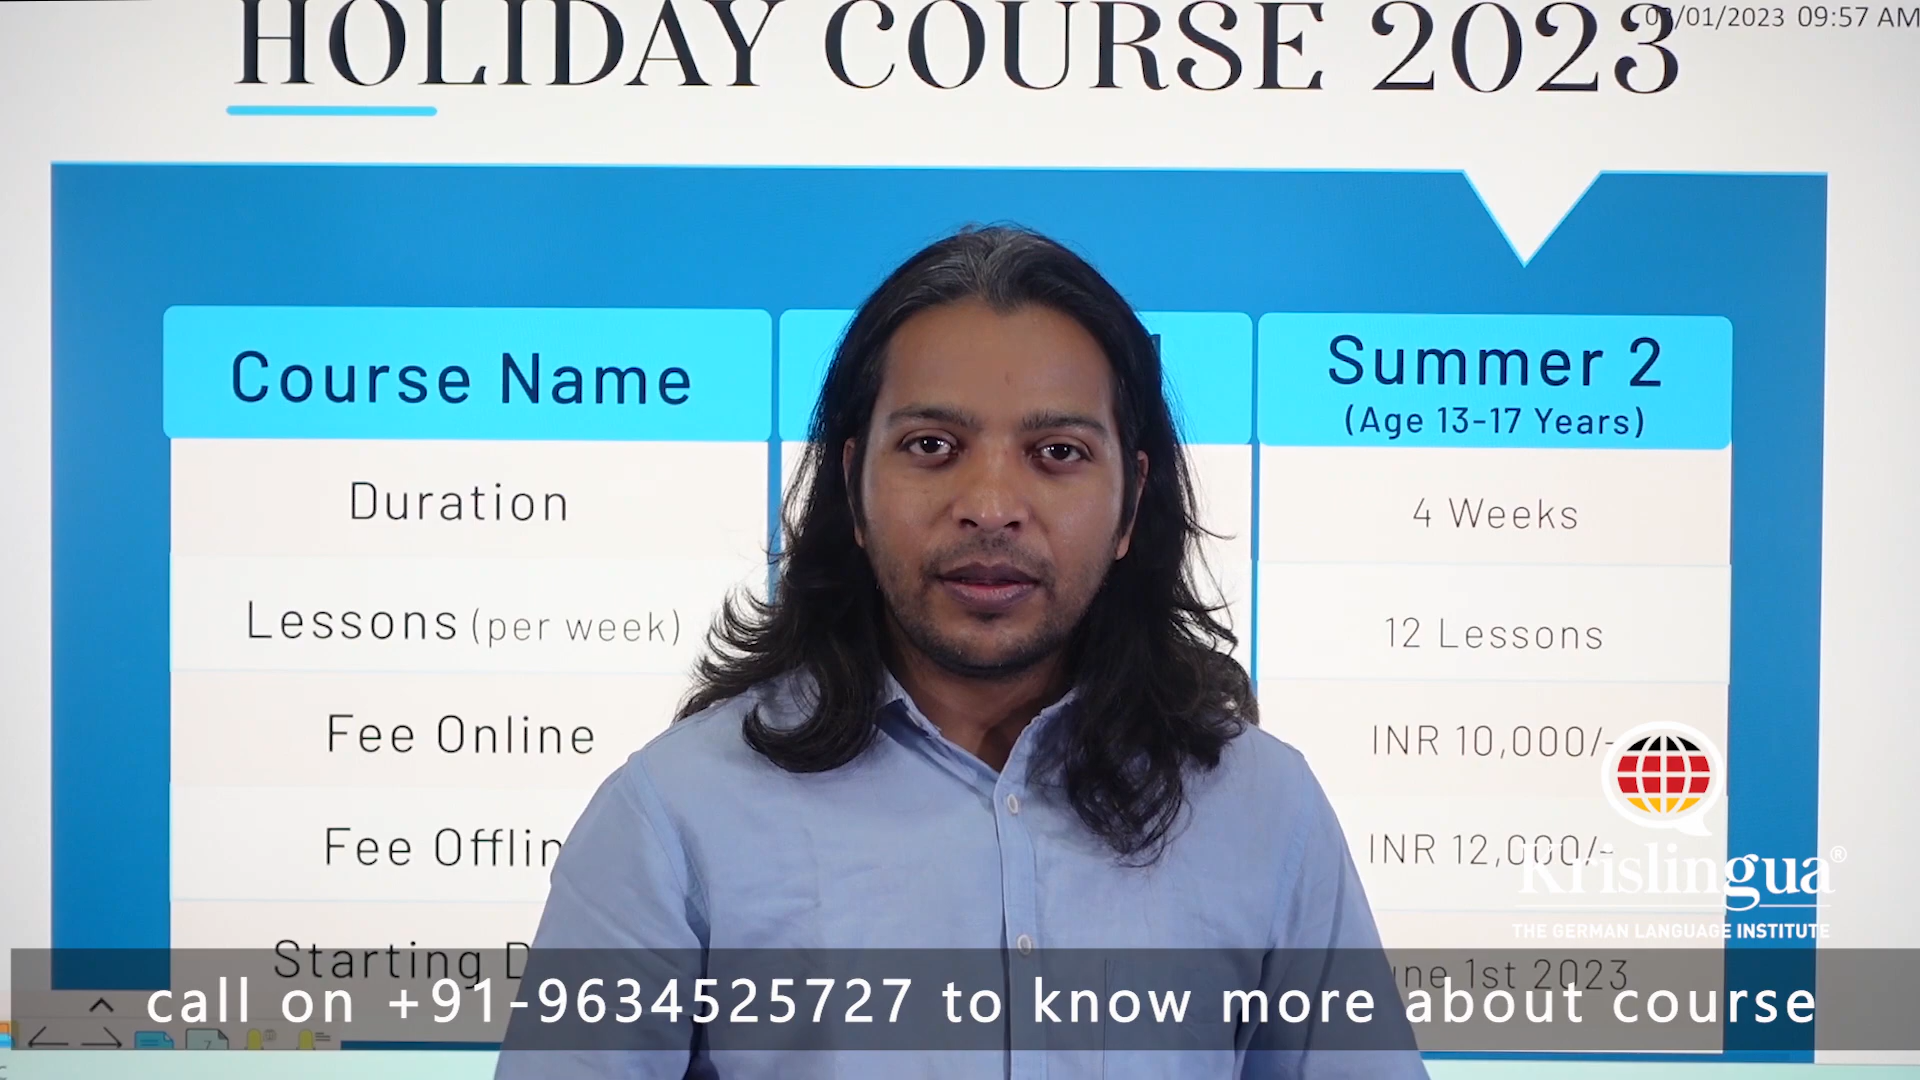 HOLIDAY COURSE 2023
/01/2023 09:57 AM
Course Name
Summer 2
(Age 13-17 Years)
Duration
4 Weeks
Lessons (per week)
12 Lessons
Fee Online
INR 10,000/-
Fee Offlin
INR 12,000/-
Krislingua®
THE GERMAN LANGUAGE INSTITUTE
Starting D
une 1st 2023
call on +91-9634525727 to know more about course